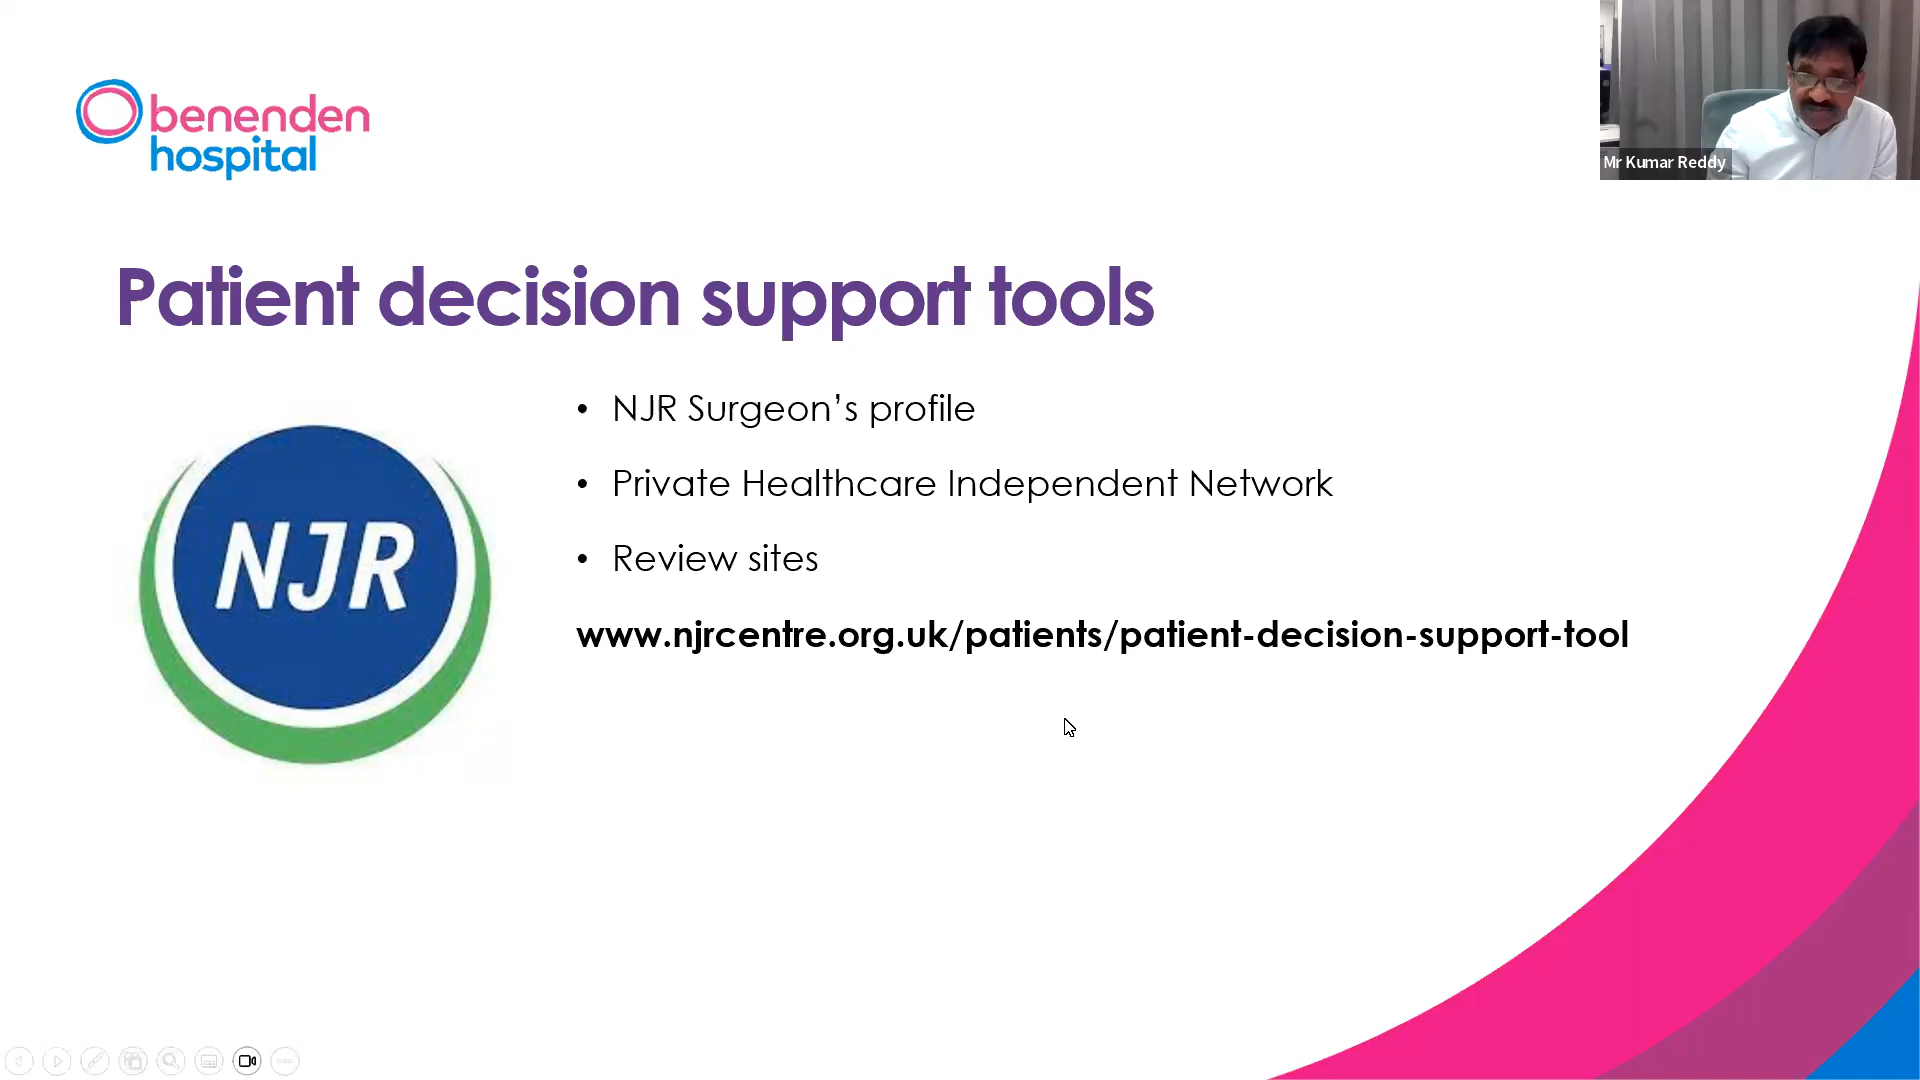 benenden
hospital
Mr Kumar Reddy
Patient decision support tools
NJR
• NJR Surgeon’s profile
• Private Healthcare Independent Network
• Review sites
www.njrcentre.org.uk/patients/patient-decision-support-tool